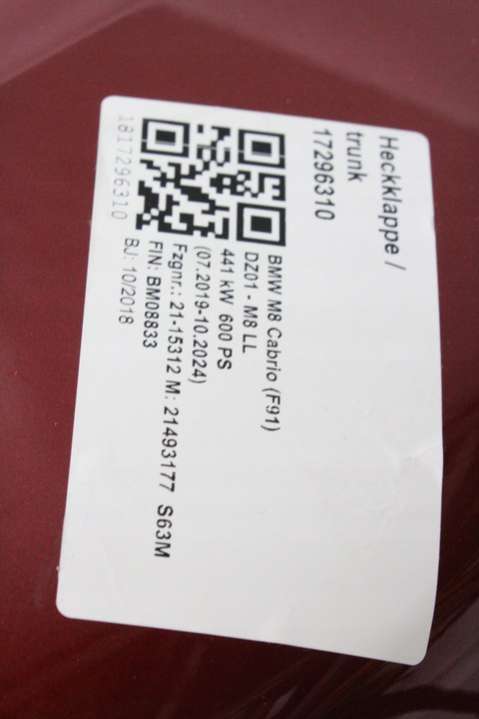 Heckklappe /
trunk
17296310
BMW M8 Cabrio (F91)
DZ01 - M8 LL
441 kW 600 PS
(07.2019-10.2024)
Fzgnr.: 21-15312 M: 21493177 S63M
FIN: BM08833
BJ: 10/2018
1817296310